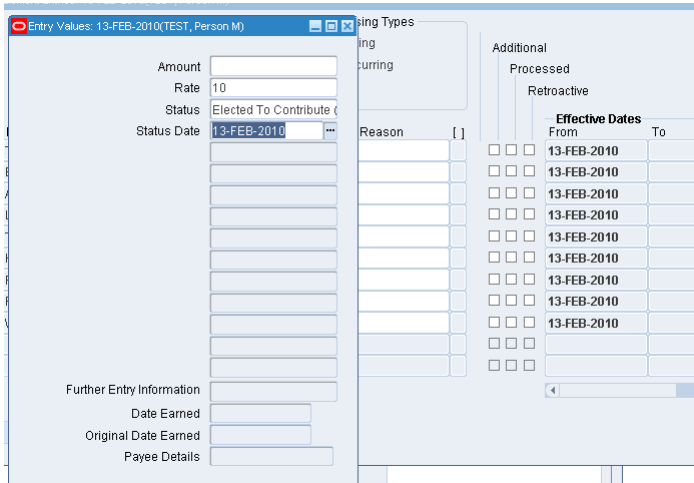 Entry Values: 13-FEB-2010(TEST, Person M)
Amount
Rate 10
Status Elected To Contribute (
Status Date 13-FEB-2010 ...
Further Entry Information
Date Earned
Original Date Earned
Payee Details
sing Types
ing
curring
Reason [ ]
Additional
Processed
Retroactive
Effective Dates
From To
13-FEB-2010
13-FEB-2010
13-FEB-2010
13-FEB-2010
13-FEB-2010
13-FEB-2010
13-FEB-2010
13-FEB-2010
13-FEB-2010